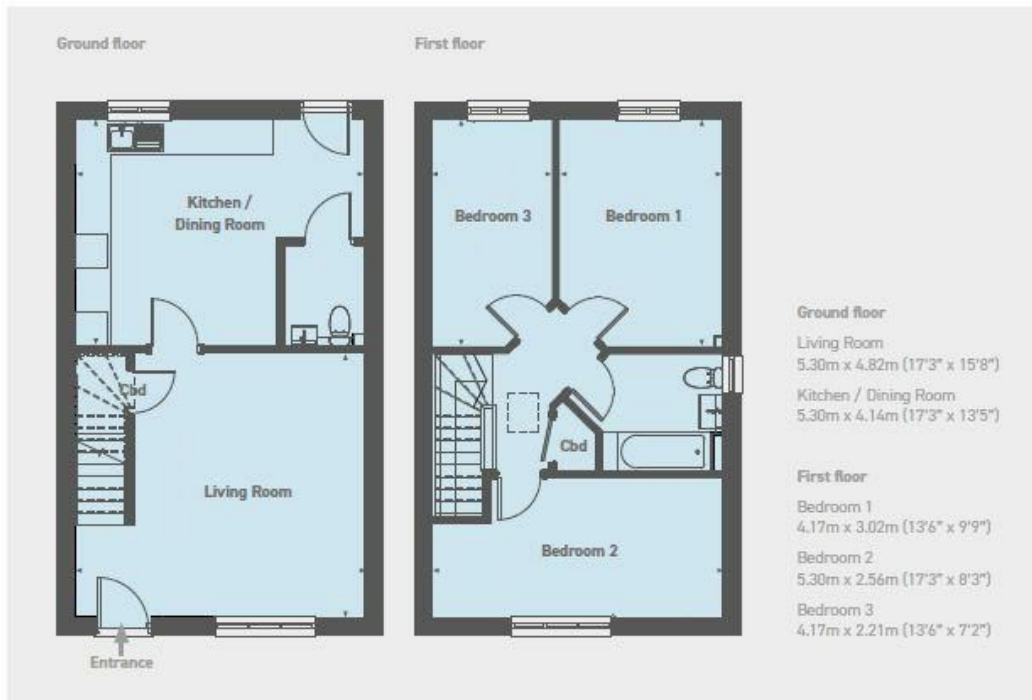 Ground floor
First floor
Kitchen /
Dining Room
Cbd
Living Room
Entrance
Bedroom 3
Bedroom 1
Cbd
Bedroom 2
Ground floor
Living Room
5.30m x 4.82m (17'3" x 15'8")
Kitchen / Dining Room
5.30m x 4.14m (17'3" x 13'5")
First floor
Bedroom 1
4.17m x 3.02m (13'6" x 9'9")
Bedroom 2
5.30m x 2.56m (17'3" x 8'3")
Bedroom 3
4.17m x 2.21m (13'6" x 7'2")